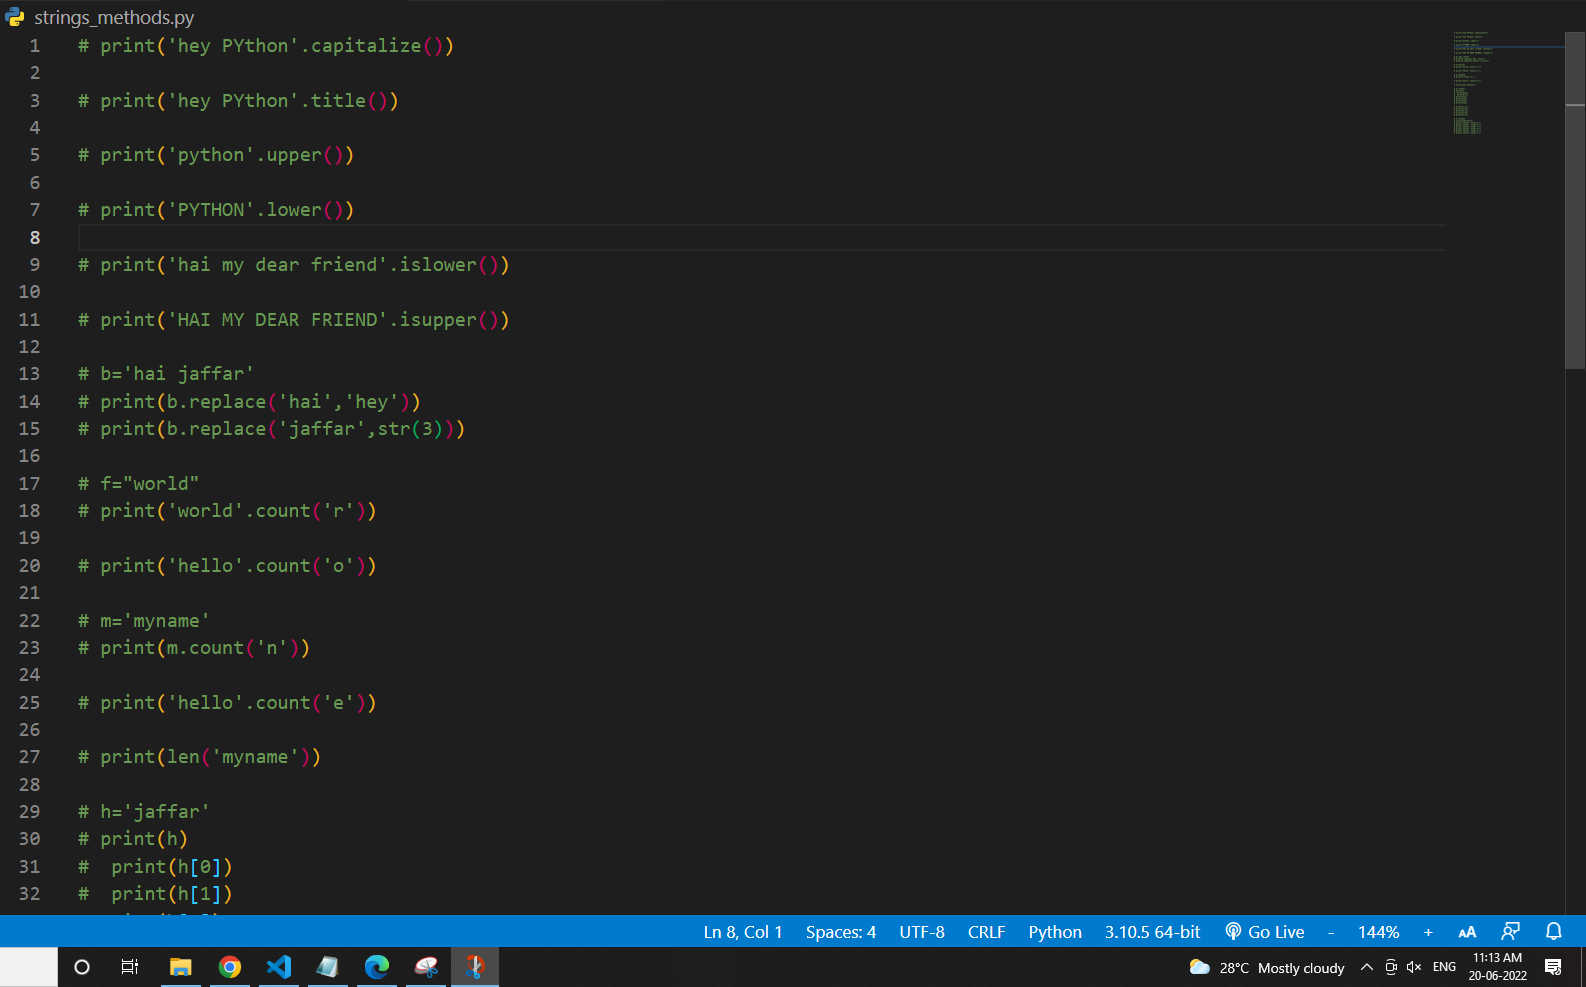 strings_methods.py
1 # print('hey PYthon'.capitalize())
2
3 # print('hey PYthon'.title())
4
5 # print('python'.upper())
6
7 # print('PYTHON'.lower())
8
9 # print('hai my dear friend'.islower())
10
11 # print('HAI MY DEAR FRIEND'.isupper())
12
13 # b='hai jaffar'
14 # print(b.replace('hai','hey'))
15 # print(b.replace('jaffar',str(3)))
16
17 # f="world"
18 # print('world'.count('r'))
19
20 # print('hello'.count('o'))
21
22 # m='myname'
23 # print(m.count('n'))
24
25 # print('hello'.count('e'))
26
27 # print(len('myname'))
28
29 # h='jaffar'
30 # print(h)
31 #  print(h[0])
32 #  print(h[1])
Ln 8, Col 1 Spaces: 4 UTF-8 CRLF Python 3.10.5 64-bit Go Live - 144% + AA
28°C Mostly cloudy ENG 11:13 AM
20-06-2022